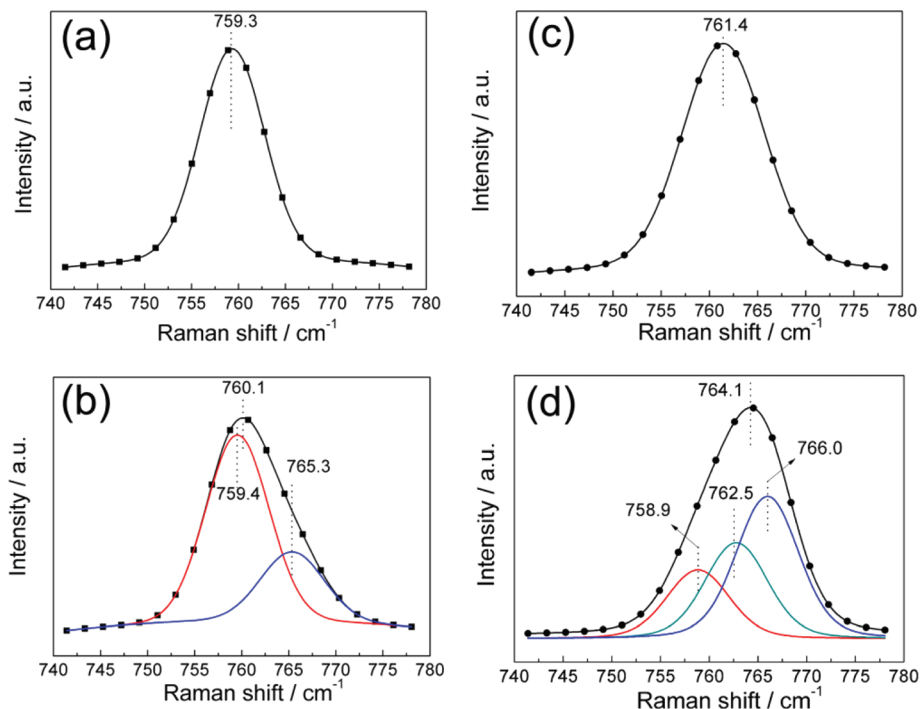 (a)
759.3
Intensity / a.u.
740 745 750 755 760 765 770 775 780
Raman shift / cm⁻¹
(c)
761.4
Intensity / a.u.
740 745 750 755 760 765 770 775 780
Raman shift / cm⁻¹
(b)
760.1
765.3
759.4
Intensity / a.u.
740 745 750 755 760 765 770 775 780
Raman shift / cm⁻¹
(d)
764.1
766.0
762.5
758.9
Intensity / a.u.
740 745 750 755 760 765 770 775 780
Raman shift / cm⁻¹